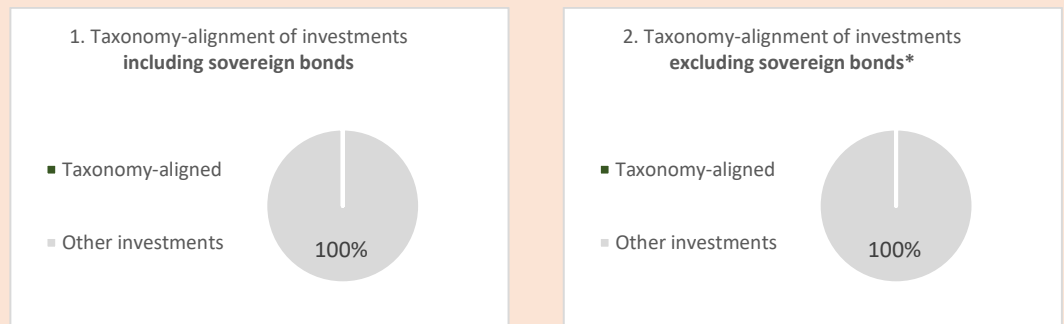 1. Taxonomy-alignment of investments
including sovereign bonds
Taxonomy-aligned
Other investments
100%
2. Taxonomy-alignment of investments
excluding sovereign bonds*
Taxonomy-aligned
Other investments
100%